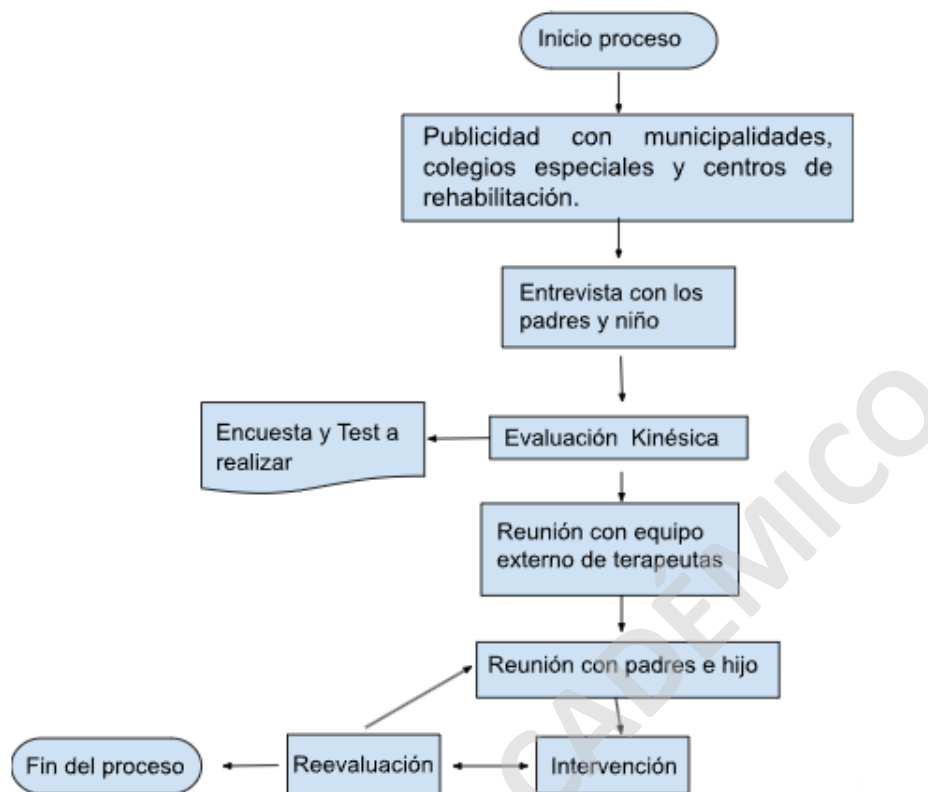 Inicio proceso
Publicidad con municipalidades,
colegios especiales y centros de
rehabilitación.
Entrevista con los
padres y niño
Encuesta y Test a
realizar
Evaluación Kinésica
Reunión con equipo
externo de terapeutas
Reunión con padres e hijo
Fin del proceso
Reevaluación
Intervención
CADÉMICO